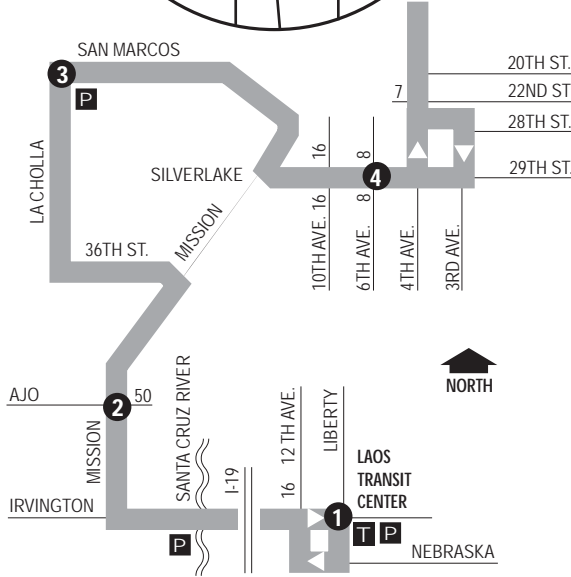 SAN MARCOS
3
P
20TH ST.
7
22ND ST
28TH ST.
16
8
SILVERLAKE
4
29TH ST.
LA CHOLLA
MISSION
16
8
10TH AVE.
6TH AVE.
4TH AVE.
3RD AVE.
36TH ST.
NORTH
AJO
2
50
MISSION
SANTA CRUZ RIVER
I-19
16
12 TH AVE.
LIBERTY
LAOS
TRANSIT
CENTER
IRVINGTON
1
P
T P
NEBRASKA